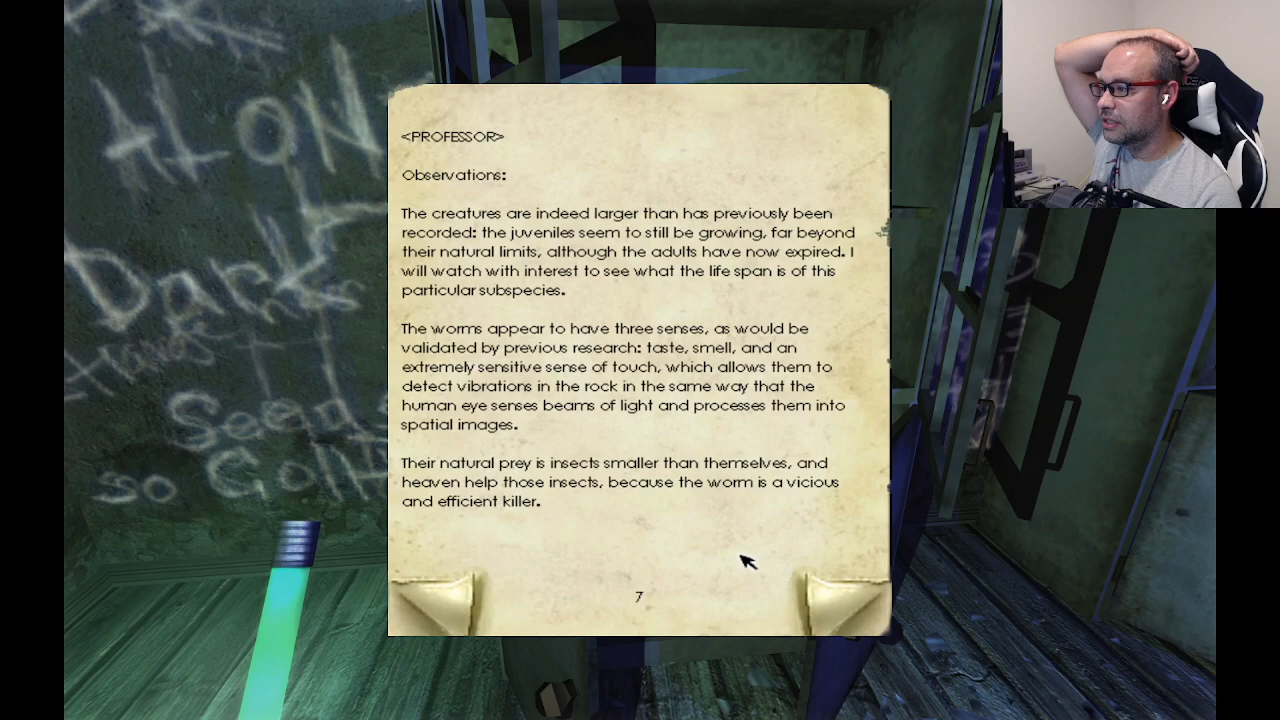 ALONE
Dark
Seed
so Cold
<PROFESSOR>
Observations:
The creatures are indeed larger than has previously been
recorded: the juveniles seem to still be growing, far beyond
their natural limits, although the adults have now expired. I
will watch with interest to see what the life span is of this
particular subspecies.
The worms appear to have three senses, as would be
validated by previous research: taste, smell, and an
extremely sensitive sense of touch, which allows them to
detect vibrations in the rock in the same way that the
human eye senses beams of light and processes them into
spatial images.
Their natural prey is insects smaller than themselves, and
heaven help those insects, because the worm is a vicious
and efficient killer.
7